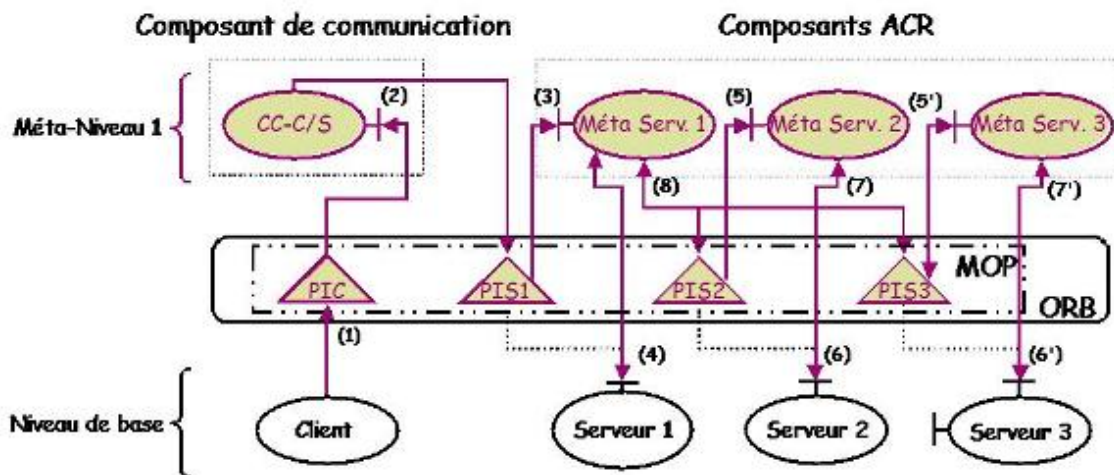 Composant de communication
Composants ACR
Méta-Niveau 1
CC-C/S
(2)
(3)
Méta Serv. 1
(5)
Méta Serv. 2
(5')
Méta Serv. 3
(8)
(7)
(7')
PIC
PIS1
PIS2
PIS3
MOP
ORB
(1)
(4)
(6)
(6')
Niveau de base
Client
Serveur 1
Serveur 2
Serveur 3